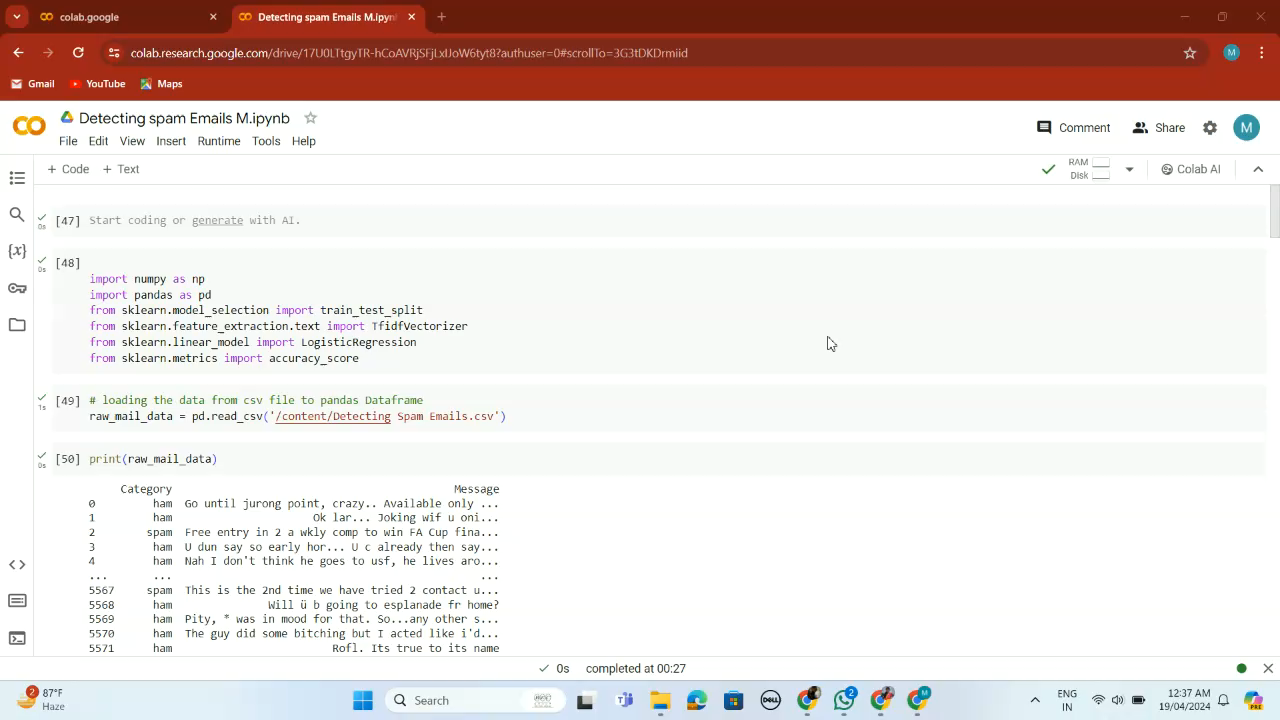 colab.google
Detecting spam Emails M.ipynb
colab.research.google.com/drive/17U0LTtgyTR-hCoAVRjSFjLxUJoW6tyt8?authuser=0#scrollTo=3G3tDKDrmiid
M
Gmail YouTube Maps
Detecting spam Emails M.ipynb
File Edit View Insert Runtime Tools Help
Comment Share M
+ Code + Text
RAM
Disk
Colab AI
[47] Start coding or generate with AI.
0s
[48]
0s
import numpy as np
import pandas as pd
from sklearn.model_selection import train_test_split
from sklearn.feature_extraction.text import TfidfVectorizer
from sklearn.linear_model import LogisticRegression
from sklearn.metrics import accuracy_score
[49] # loading the data from csv file to pandas Dataframe
1s
raw_mail_data = pd.read_csv('/content/Detecting Spam Emails.csv')
[50] print(raw_mail_data)
0s
Category Message
0 ham Go until jurong point, crazy.. Available only ...
1 ham Ok lar... Joking wif u oni...
2 spam Free entry in 2 a wkly comp to win FA Cup fina...
3 ham U dun say so early hor... U c already then say...
4 ham Nah I don't think he goes to usf, he lives aro...
... ... ...
5567 spam This is the 2nd time we have tried 2 contact u...
5568 ham Will ü b going to esplanade fr home?
5569 ham Pity, * was in mood for that. So...any other s...
5570 ham The guy did some bitching but I acted like i'd...
5571 ham Rofl. Its true to its name
0s completed at 00:27
2
87°F
Haze
Search
DELL
2
M
ENG
IN
12:37 AM
19/04/2024
PRE